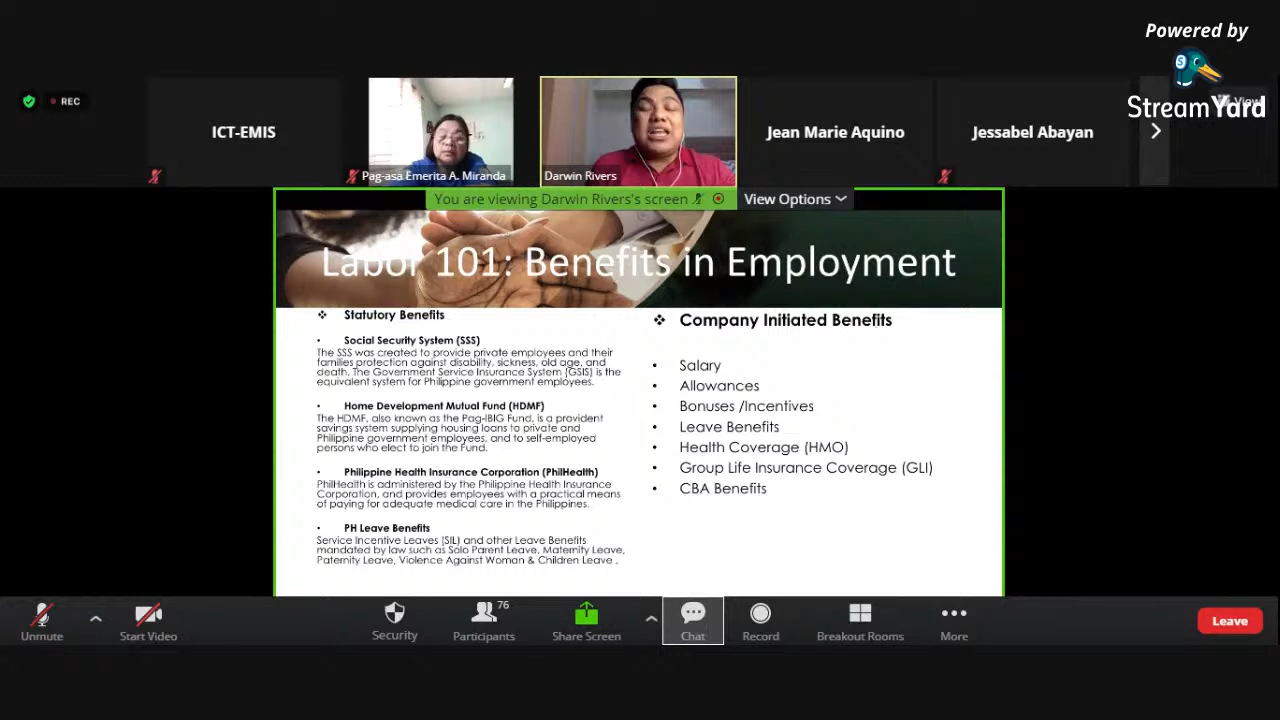 Powered by
StreamYard
REC
View
ICT-EMIS
Pag-asa Emerita A. Miranda
Darwin Rivers
Jean Marie Aquino
Jessabel Abayan
You are viewing Darwin Rivers's screen
View Options
Labor 101: Benefits in Employment
❖ Statutory Benefits
• Social Security System (SSS)
The SSS was created to provide private employees and their
families protection against disability, sickness, old age, and
death. The Government Service Insurance System (GSIS) is the
equivalent system for Philippine government employees.
• Home Development Mutual Fund (HDMF)
The HDMF, also known as the Pag-IBIG Fund, is a provident
savings system supplying housing loans to private and
Philippine government employees, and to self-employed
persons who elect to join the Fund.
• Philippine Health Insurance Corporation (PhilHealth)
PhilHealth is administered by the Philippine Health Insurance
Corporation, and provides employees with a practical means
of paying for adequate medical care in the Philippines.
• PH Leave Benefits
Service Incentive Leaves (SIL) and other Leave Benefits
mandated by law such as Solo Parent Leave, Maternity Leave,
Paternity Leave, Violence Against Woman & Children Leave .
❖ Company Initiated Benefits
• Salary
• Allowances
• Bonuses /Incentives
• Leave Benefits
• Health Coverage (HMO)
• Group Life Insurance Coverage (GLI)
• CBA Benefits
Unmute
Start Video
Security
76
Participants
Share Screen
Chat
Record
Breakout Rooms
More
Leave